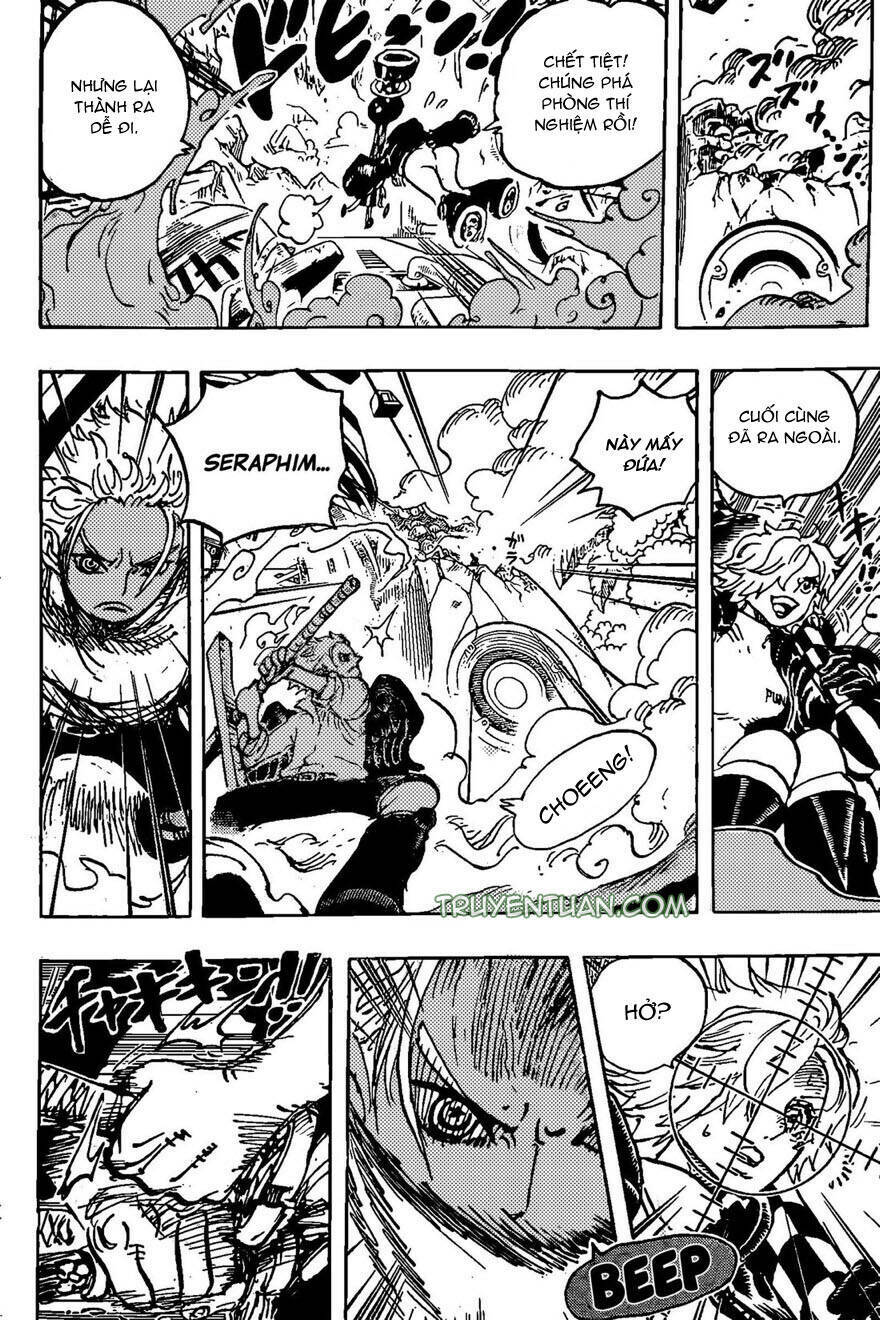 CHẾT TIỆT!
CHÚNG PHÁ
PHÒNG THÍ
NGHIỆM RỒI!
NHƯNG LẠI
THÀNH RA
DỄ ĐI.
CUỐI CÙNG
ĐÃ RA NGOÀI.
NÀY MẤY
ĐỨA!
SERAPHIM...
CHOEENG!
PUNK
TRUYENTUAN.COM
HỞ?
BEEP